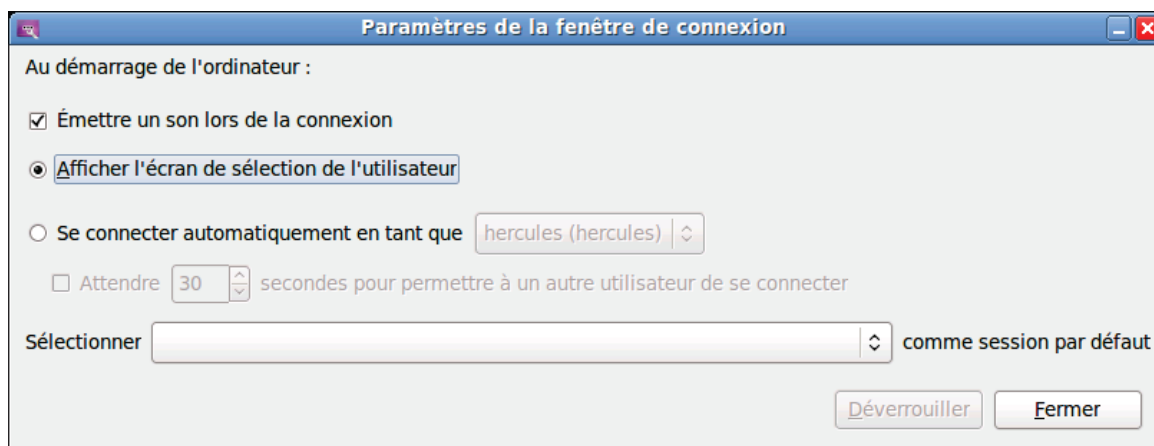 Paramètres de la fenêtre de connexion
Au démarrage de l'ordinateur :
Émettre un son lors de la connexion
Afficher l'écran de sélection de l'utilisateur
Se connecter automatiquement en tant que hercules (hercules)
Attendre 30 secondes pour permettre à un autre utilisateur de se connecter
Sélectionner comme session par défaut
Déverrouiller Fermer